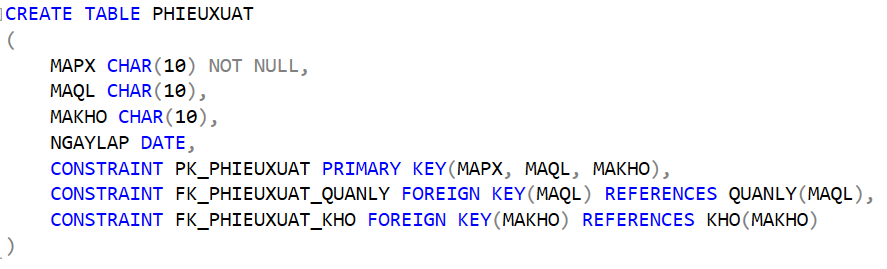 CREATE TABLE PHIEUXUAT
(
    MAPX CHAR(10) NOT NULL,
    MAQL CHAR(10),
    MAKHO CHAR(10),
    NGAYLAP DATE,
    CONSTRAINT PK_PHIEUXUAT PRIMARY KEY(MAPX, MAQL, MAKHO),
    CONSTRAINT FK_PHIEUXUAT_QUANLY FOREIGN KEY(MAQL) REFERENCES QUANLY(MAQL),
    CONSTRAINT FK_PHIEUXUAT_KHO FOREIGN KEY(MAKHO) REFERENCES KHO(MAKHO)
)